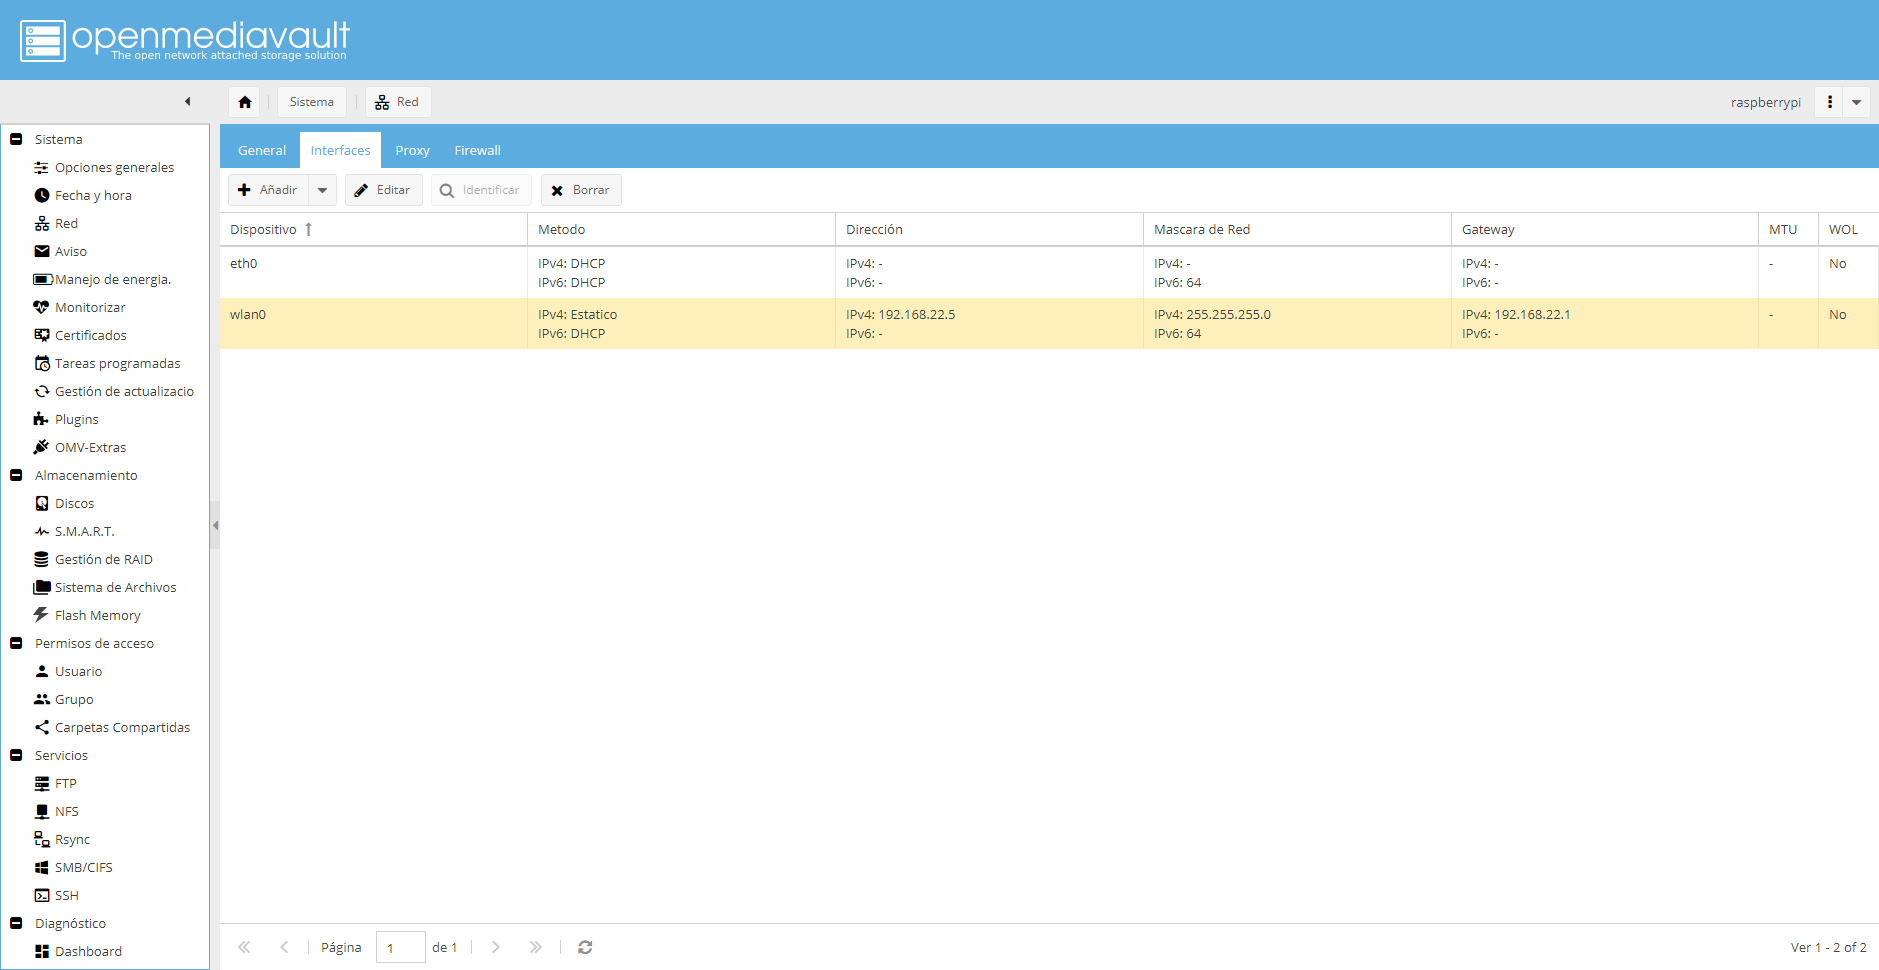 openmediavault
The open network attached storage solution
Sistema
Red
raspberrypi
Sistema
Opciones generales
Fecha y hora
Red
Aviso
Manejo de energia.
Monitorizar
Certificados
Tareas programadas
Gestión de actualizacio
Plugins
OMV-Extras
Almacenamiento
Discos
S.M.A.R.T.
Gestión de RAID
Sistema de Archivos
Flash Memory
Permisos de acceso
Usuario
Grupo
Carpetas Compartidas
Servicios
FTP
NFS
Rsync
SMB/CIFS
SSH
Diagnóstico
Dashboard
General Interfaces Proxy Firewall
Añadir Editar Identificar Borrar
Dispositivo Metodo Dirección Mascara de Red Gateway MTU WOL
eth0 IPv4: DHCP IPv4: - IPv4: - IPv4: - - No
IPv6: DHCP IPv6: - IPv6: 64 IPv6: -
wlan0 IPv4: Estatico IPv4: 192.168.22.5 IPv4: 255.255.255.0 IPv4: 192.168.22.1 - No
IPv6: DHCP IPv6: - IPv6: 64 IPv6: -
Página 1 de 1
Ver 1 - 2 of 2